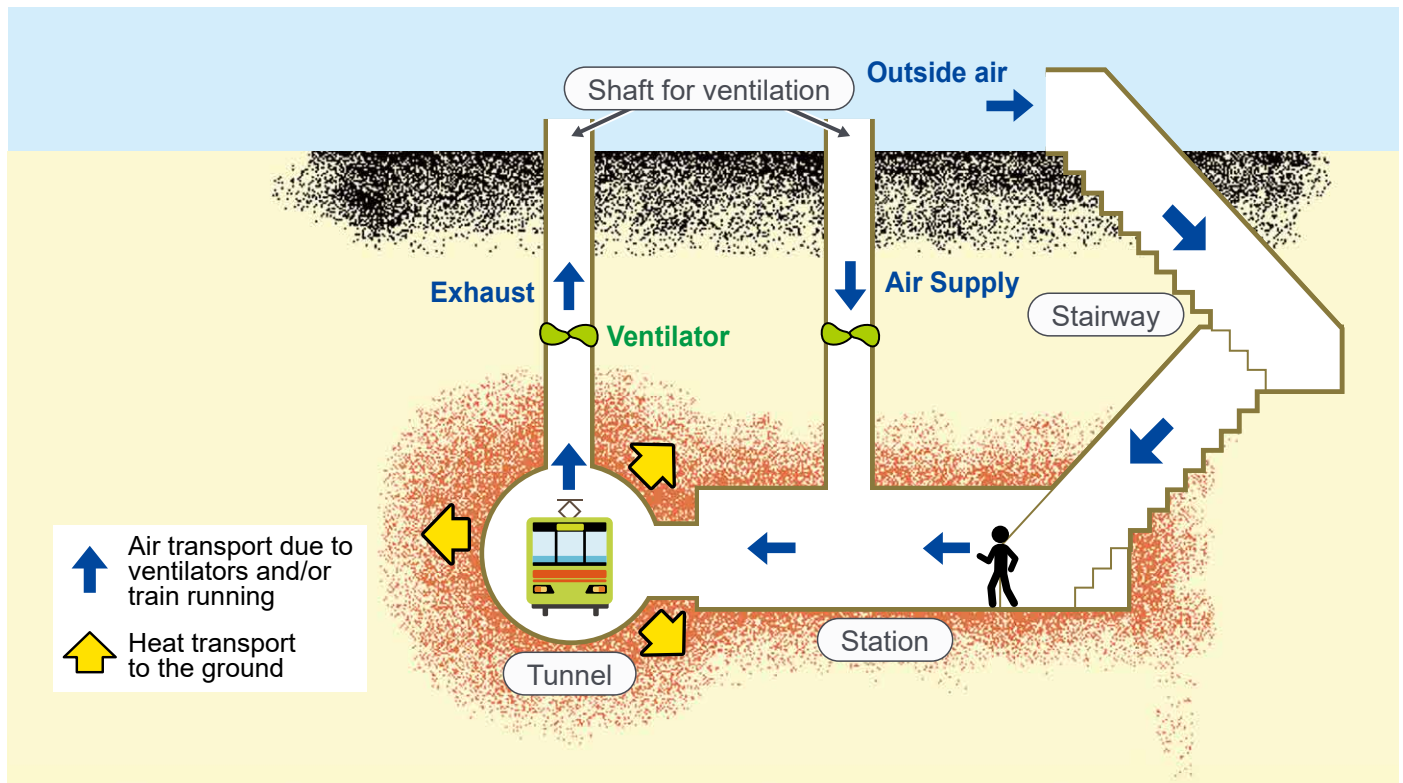 Shaft for ventilation
Outside air
Exhaust
Air Supply
Ventilator
Stairway
Air transport due to
ventilators and/or
train running
Heat transport
to the ground
Station
Tunnel